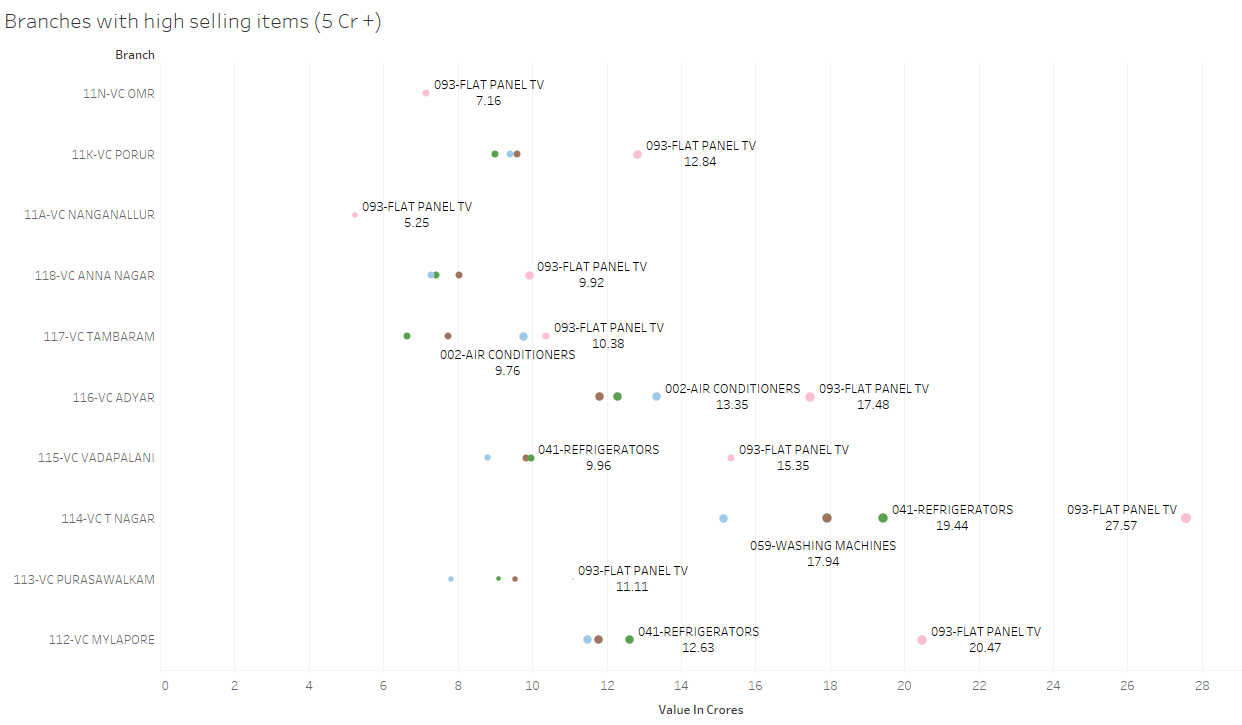 Branches with high selling items (5 Cr +)
Branch
11N-VC OMR
093-FLAT PANEL TV
7.16
11K-VC PORUR
093-FLAT PANEL TV
12.84
11A-VC NANGANALLUR
093-FLAT PANEL TV
5.25
118-VC ANNA NAGAR
093-FLAT PANEL TV
9.92
117-VC TAMBARAM
093-FLAT PANEL TV
10.38
002-AIR CONDITIONERS
9.76
116-VC ADYAR
002-AIR CONDITIONERS
13.35
093-FLAT PANEL TV
17.48
115-VC VADAPALANI
041-REFRIGERATORS
9.96
093-FLAT PANEL TV
15.35
114-VC T NAGAR
041-REFRIGERATORS
19.44
093-FLAT PANEL TV
27.57
059-WASHING MACHINES
17.94
113-VC PURASAWALKAM
093-FLAT PANEL TV
11.11
112-VC MYLAPORE
041-REFRIGERATORS
12.63
093-FLAT PANEL TV
20.47
0 2 4 6 8 10 12 14 16 18 20 22 24 26 28
Value In Crores